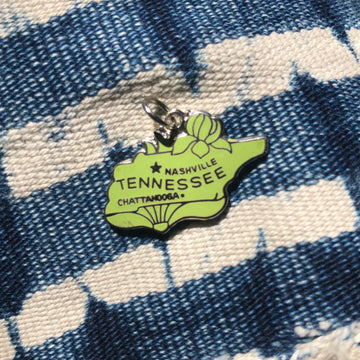 ★ NASHVILLE
TENNESSEE
CHATTANOOGA •